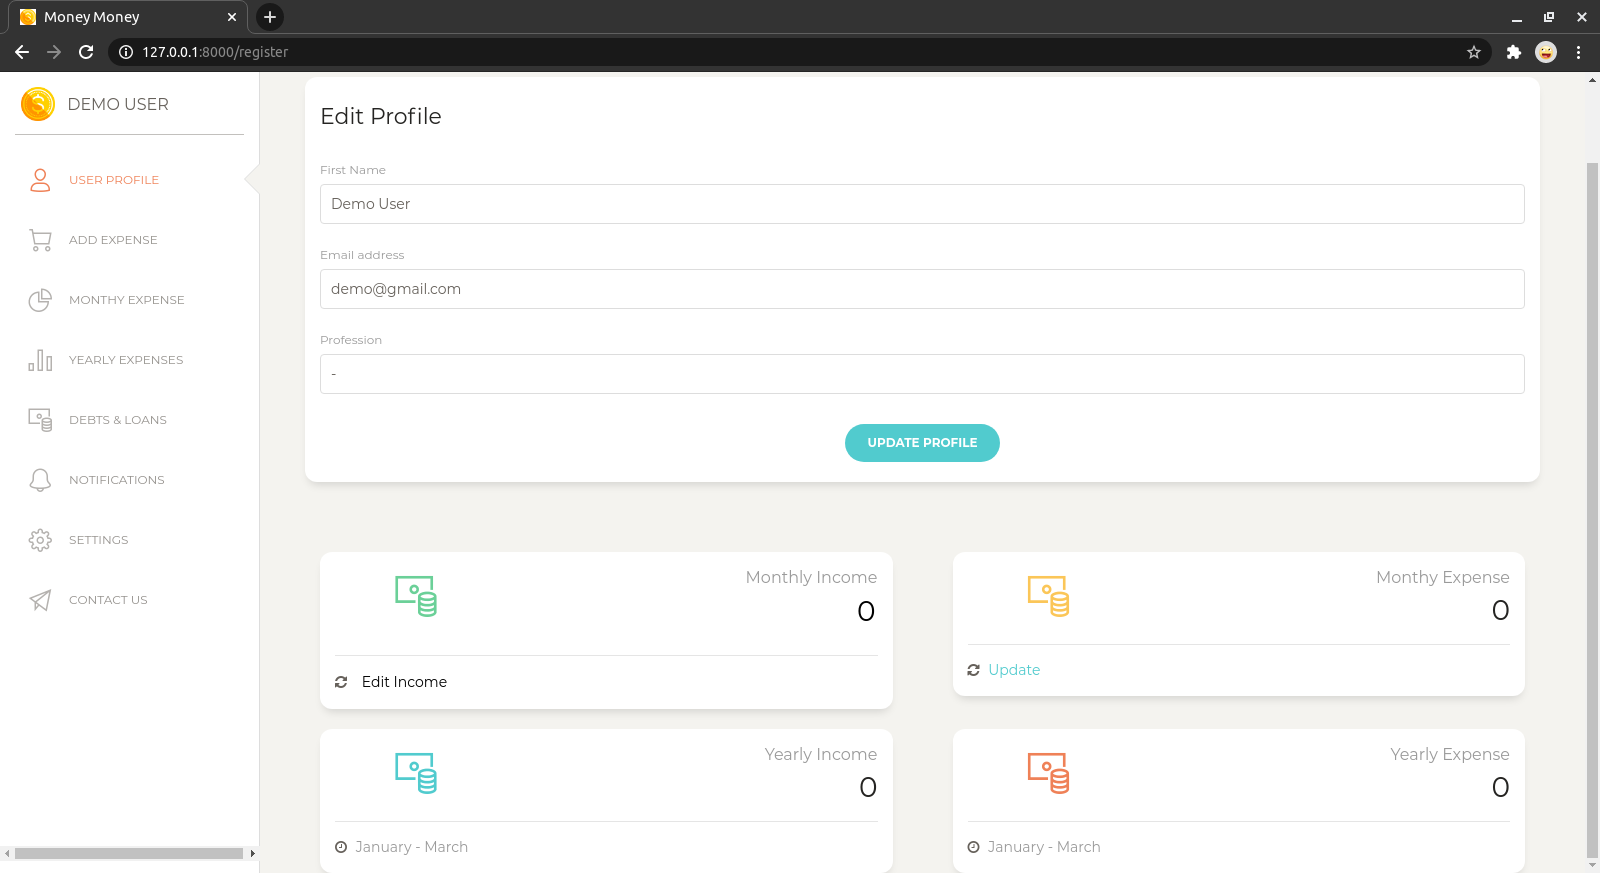 Money Money
127.0.0.1:8000/register
DEMO USER
USER PROFILE
ADD EXPENSE
MONTHY EXPENSE
YEARLY EXPENSES
DEBTS & LOANS
NOTIFICATIONS
SETTINGS
CONTACT US
Edit Profile
First Name
Demo User
Email address
demo@gmail.com
Profession
-
UPDATE PROFILE
Monthly Income
0
Edit Income
Monthy Expense
0
Update
Yearly Income
0
January - March
Yearly Expense
0
January - March